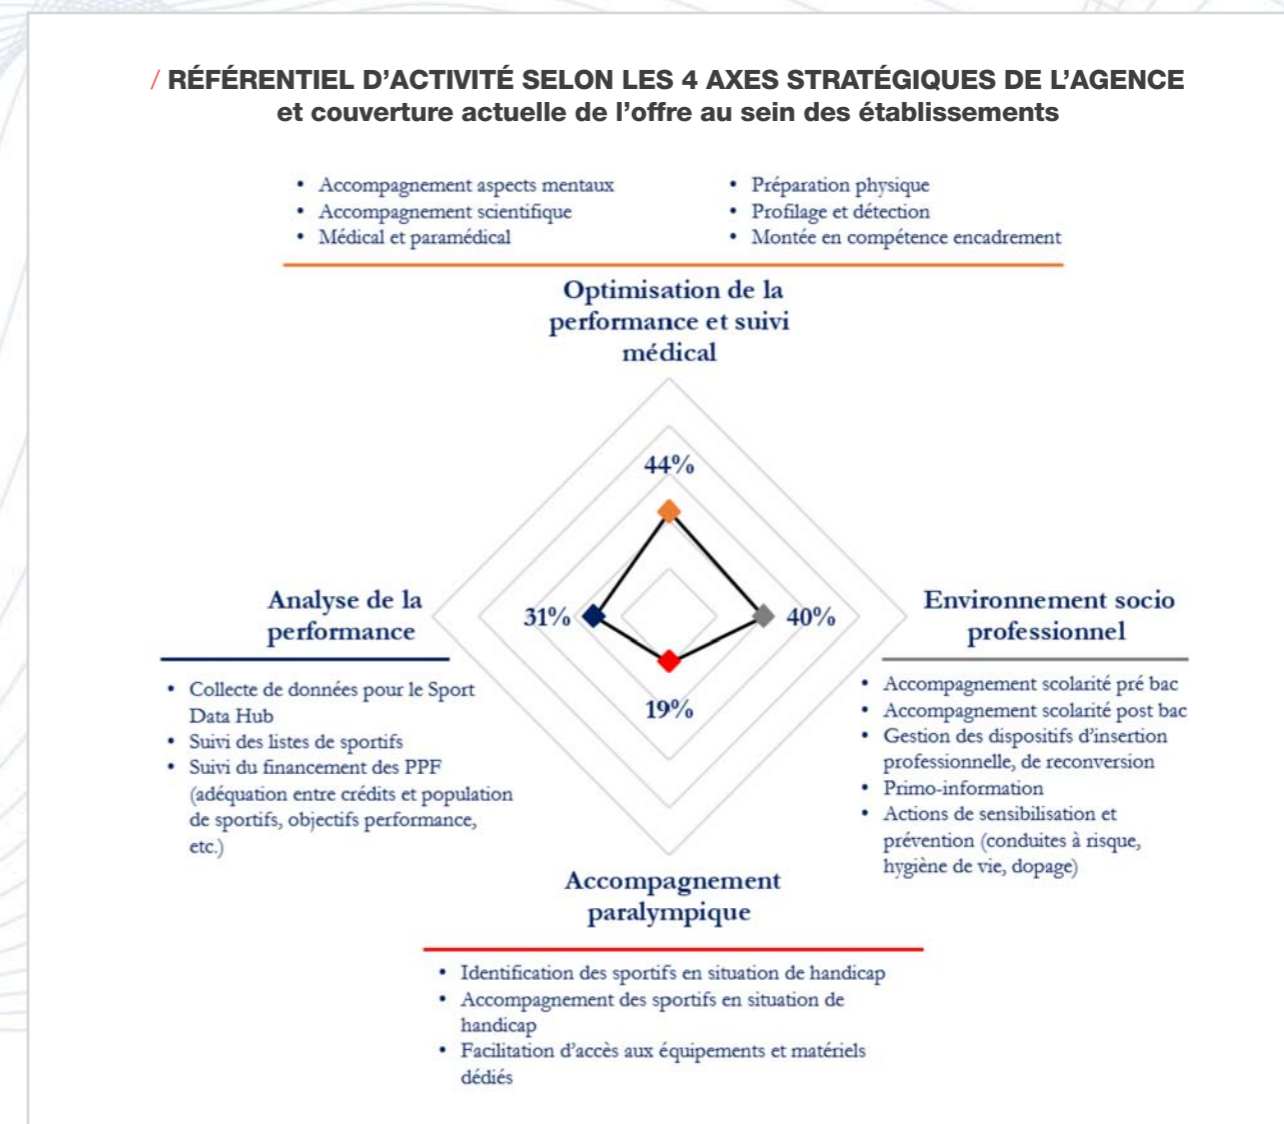 / RÉFÉRENTIEL D’ACTIVITÉ SELON LES 4 AXES STRATÉGIQUES DE L’AGENCE
et couverture actuelle de l’offre au sein des établissements
• Accompagnement aspects mentaux
• Accompagnement scientifique
• Médical et paramédical
• Préparation physique
• Profilage et détection
• Montée en compétence encadrement
Optimisation de la
performance et suivi
médical
44%
Analyse de la
performance
31%
• Collecte de données pour le Sport
Data Hub
• Suivi des listes de sportifs
• Suivi du financement des PPF
(adéquation entre crédits et population
de sportifs, objectifs performance,
etc.)
40%
Environnement socio
professionnel
• Accompagnement scolarité pré bac
• Accompagnement scolarité post bac
• Gestion des dispositifs d’insertion
professionnelle, de reconversion
• Primo-information
• Actions de sensibilisation et
prévention (conduites à risque,
hygiène de vie, dopage)
19%
Accompagnement
paralympique
• Identification des sportifs en situation de handicap
• Accompagnement des sportifs en situation de
handicap
• Facilitation d’accès aux équipements et matériels
dédiés